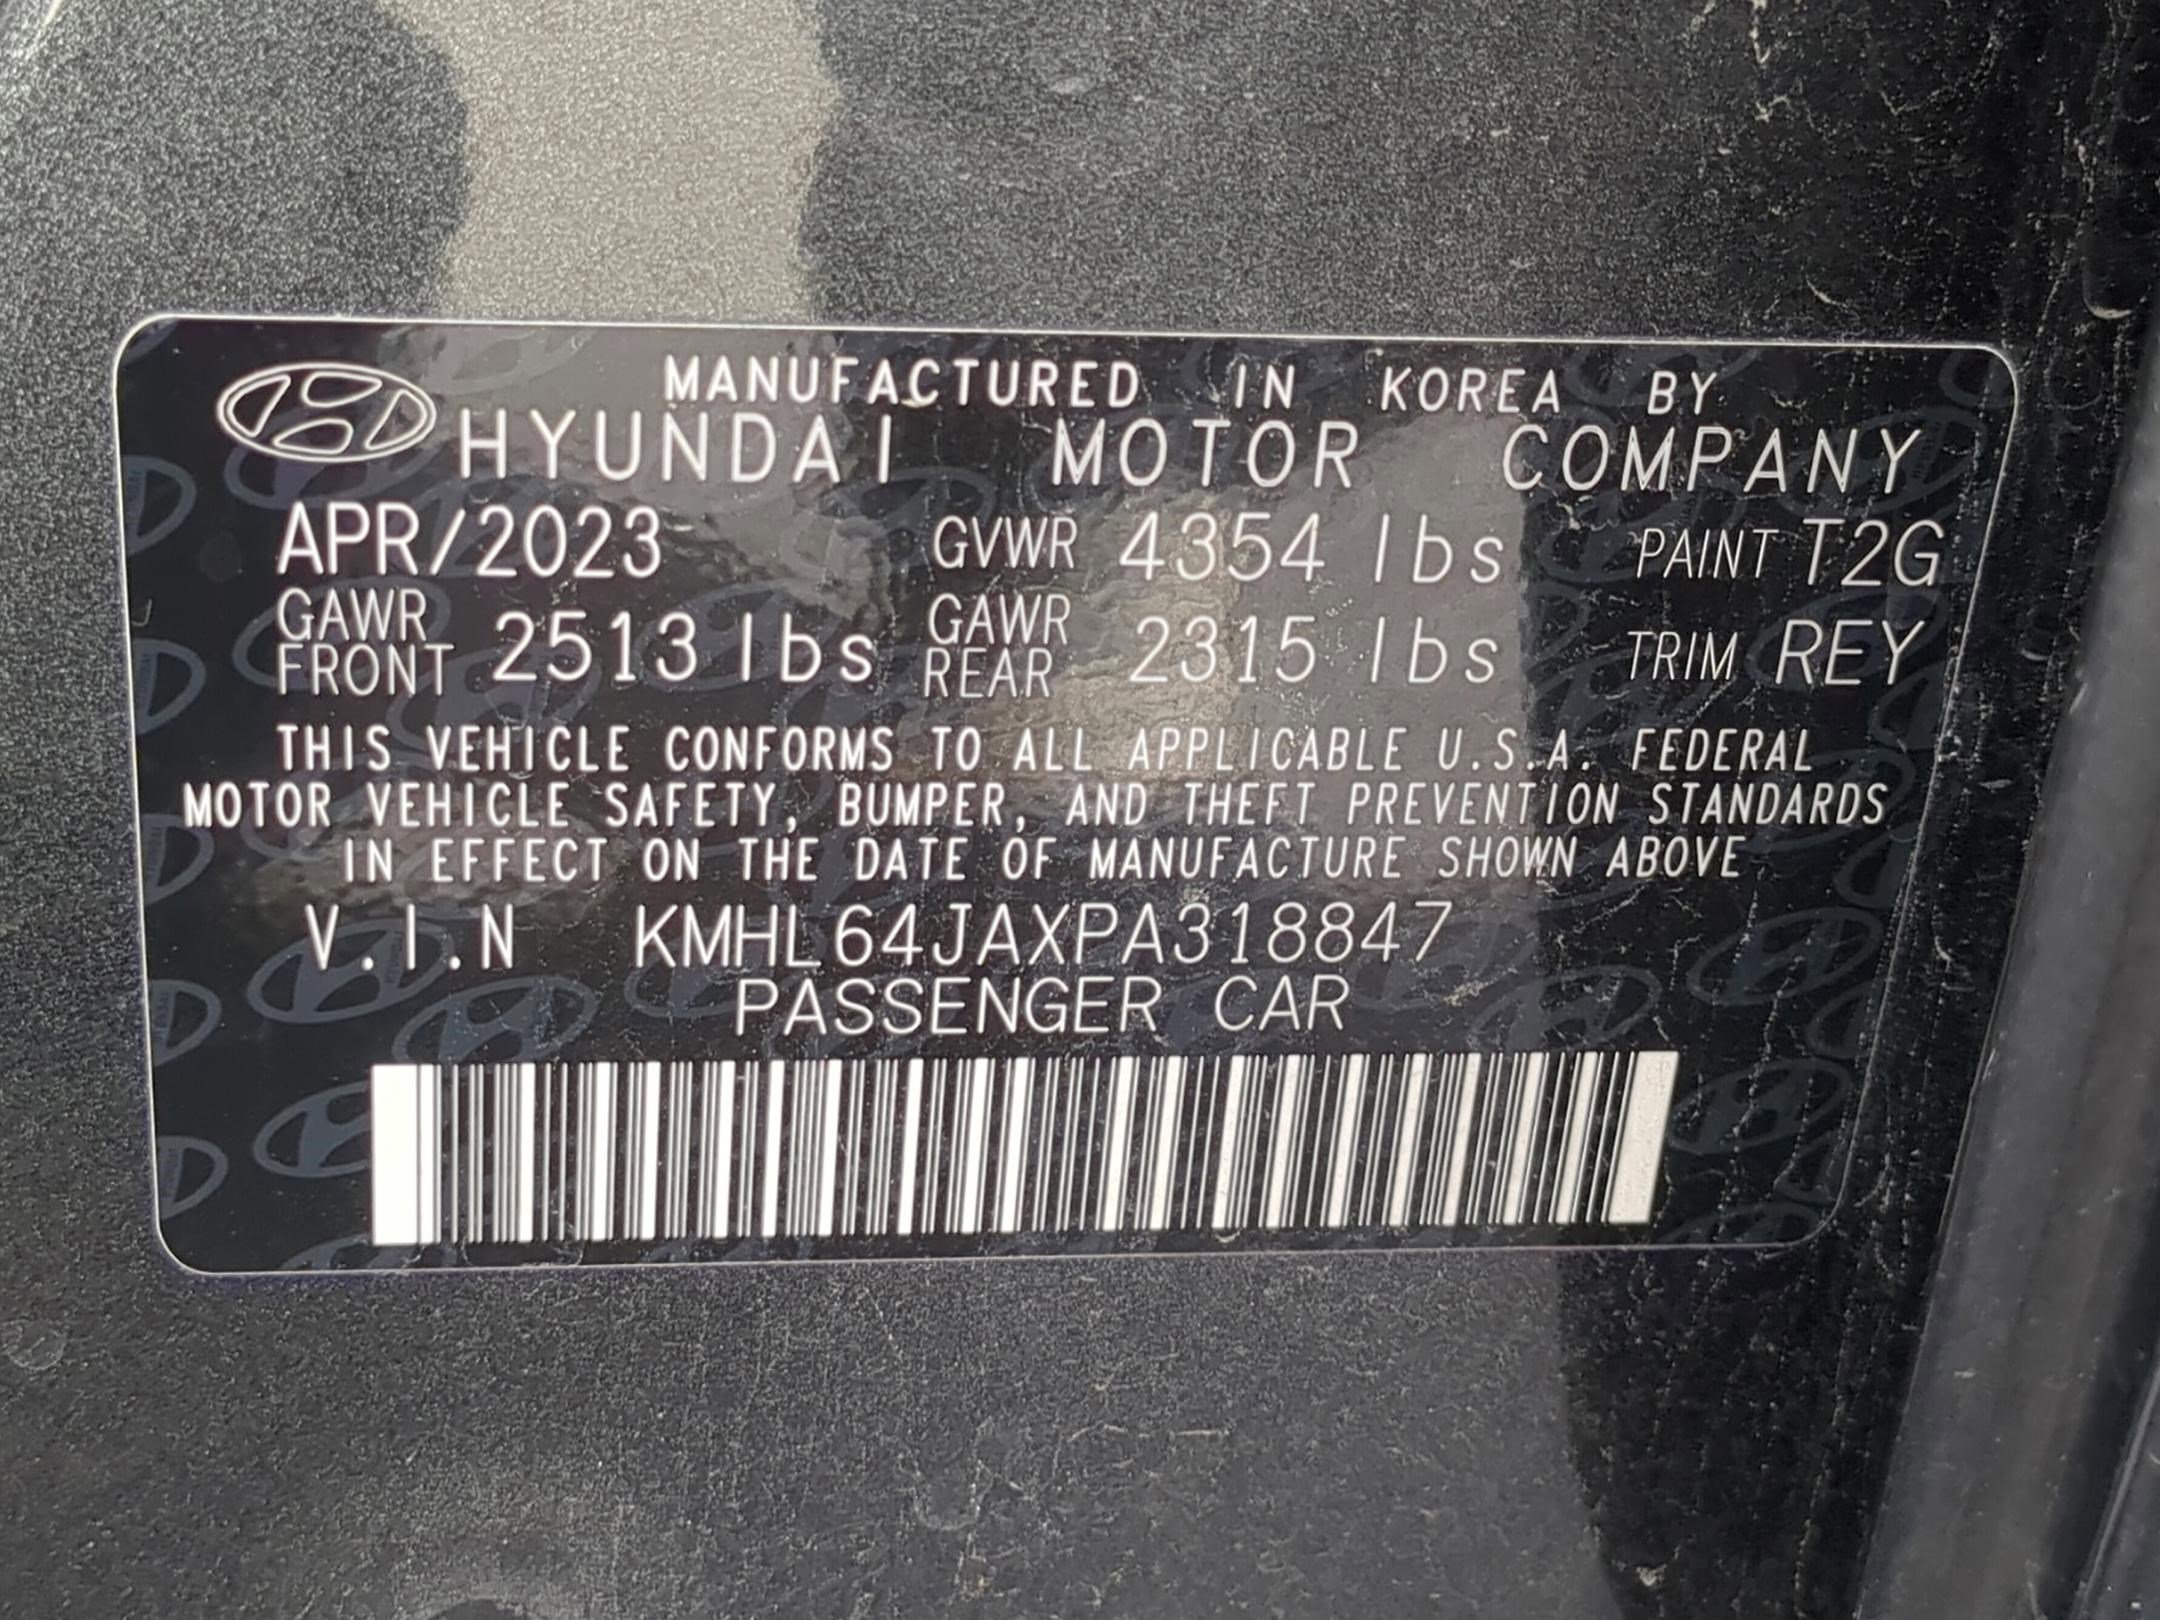 MANUFACTURED IN KOREA BY
HYUNDAI MOTOR COMPANY
APR/2023 GVWR 4354 lbs PAINT T2G
GAWR FRONT 2513 lbs GAWR REAR 2315 lbs TRIM REY
THIS VEHICLE CONFORMS TO ALL APPLICABLE U.S.A. FEDERAL
MOTOR VEHICLE SAFETY, BUMPER, AND THEFT PREVENTION STANDARDS
IN EFFECT ON THE DATE OF MANUFACTURE SHOWN ABOVE
V.I.N KMHL64JAXPA318847
PASSENGER CAR